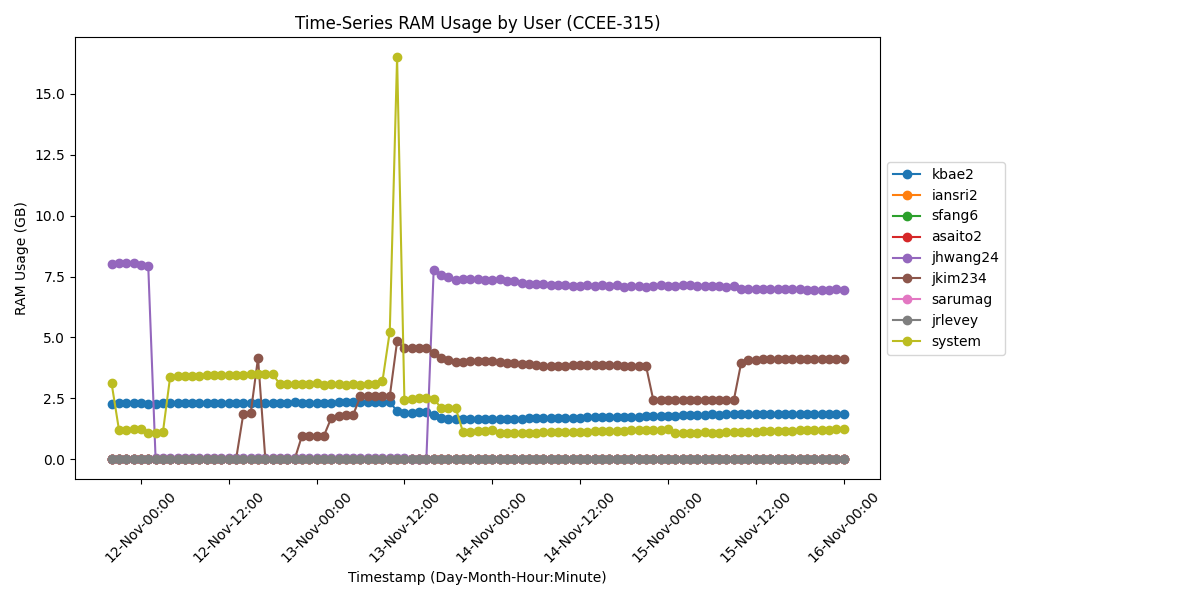 Time-Series RAM Usage by User (CCEE-315)
RAM Usage (GB)
15.0
12.5
10.0
7.5
5.0
2.5
0.0
12-Nov-00:00
12-Nov-12:00
13-Nov-00:00
13-Nov-12:00
14-Nov-00:00
14-Nov-12:00
15-Nov-00:00
15-Nov-12:00
16-Nov-00:00
Timestamp (Day-Month-Hour:Minute)
kbae2
iansri2
sfang6
asaito2
jhwang24
jkim234
sarumag
jrlevey
system